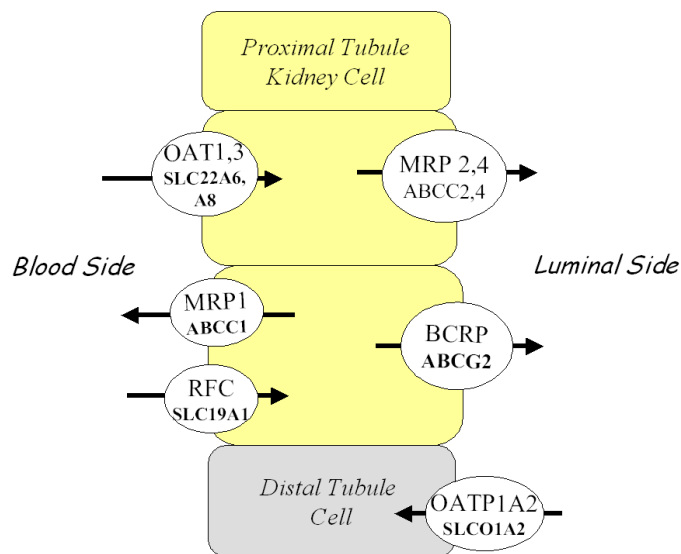 Proximal Tubule
Kidney Cell
OAT1,3
SLC22A6,
A8
MRP 2,4
ABCC2,4
Blood Side
Luminal Side
MRP1
ABCC1
BCRP
ABCG2
RFC
SLC19A1
Distal Tubule
Cell
OATP1A2
SLCO1A2